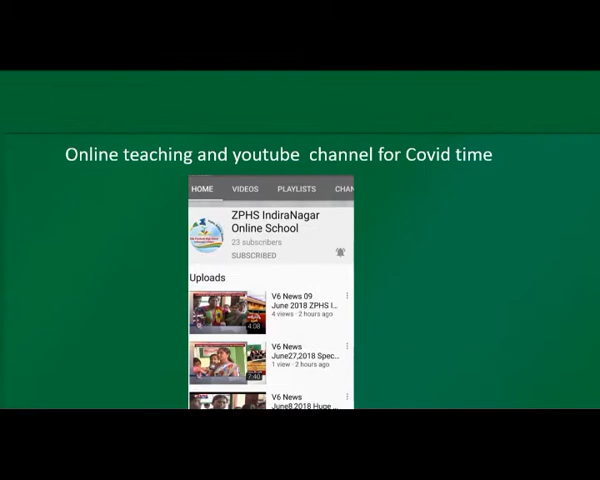 Online teaching and youtube channel for Covid time
HOME VIDEOS PLAYLISTS CHAN
ZPHS IndiraNagar
Online School
23 subscribers
SUBSCRIBED
Uploads
V6 News 09
June 2018 ZPHS I...
4 views · 2 hours ago
4:08
V6 News
June27,2018 Spec...
1 view · 2 hours ago
7:40
V6 News
June8,2018 Huge